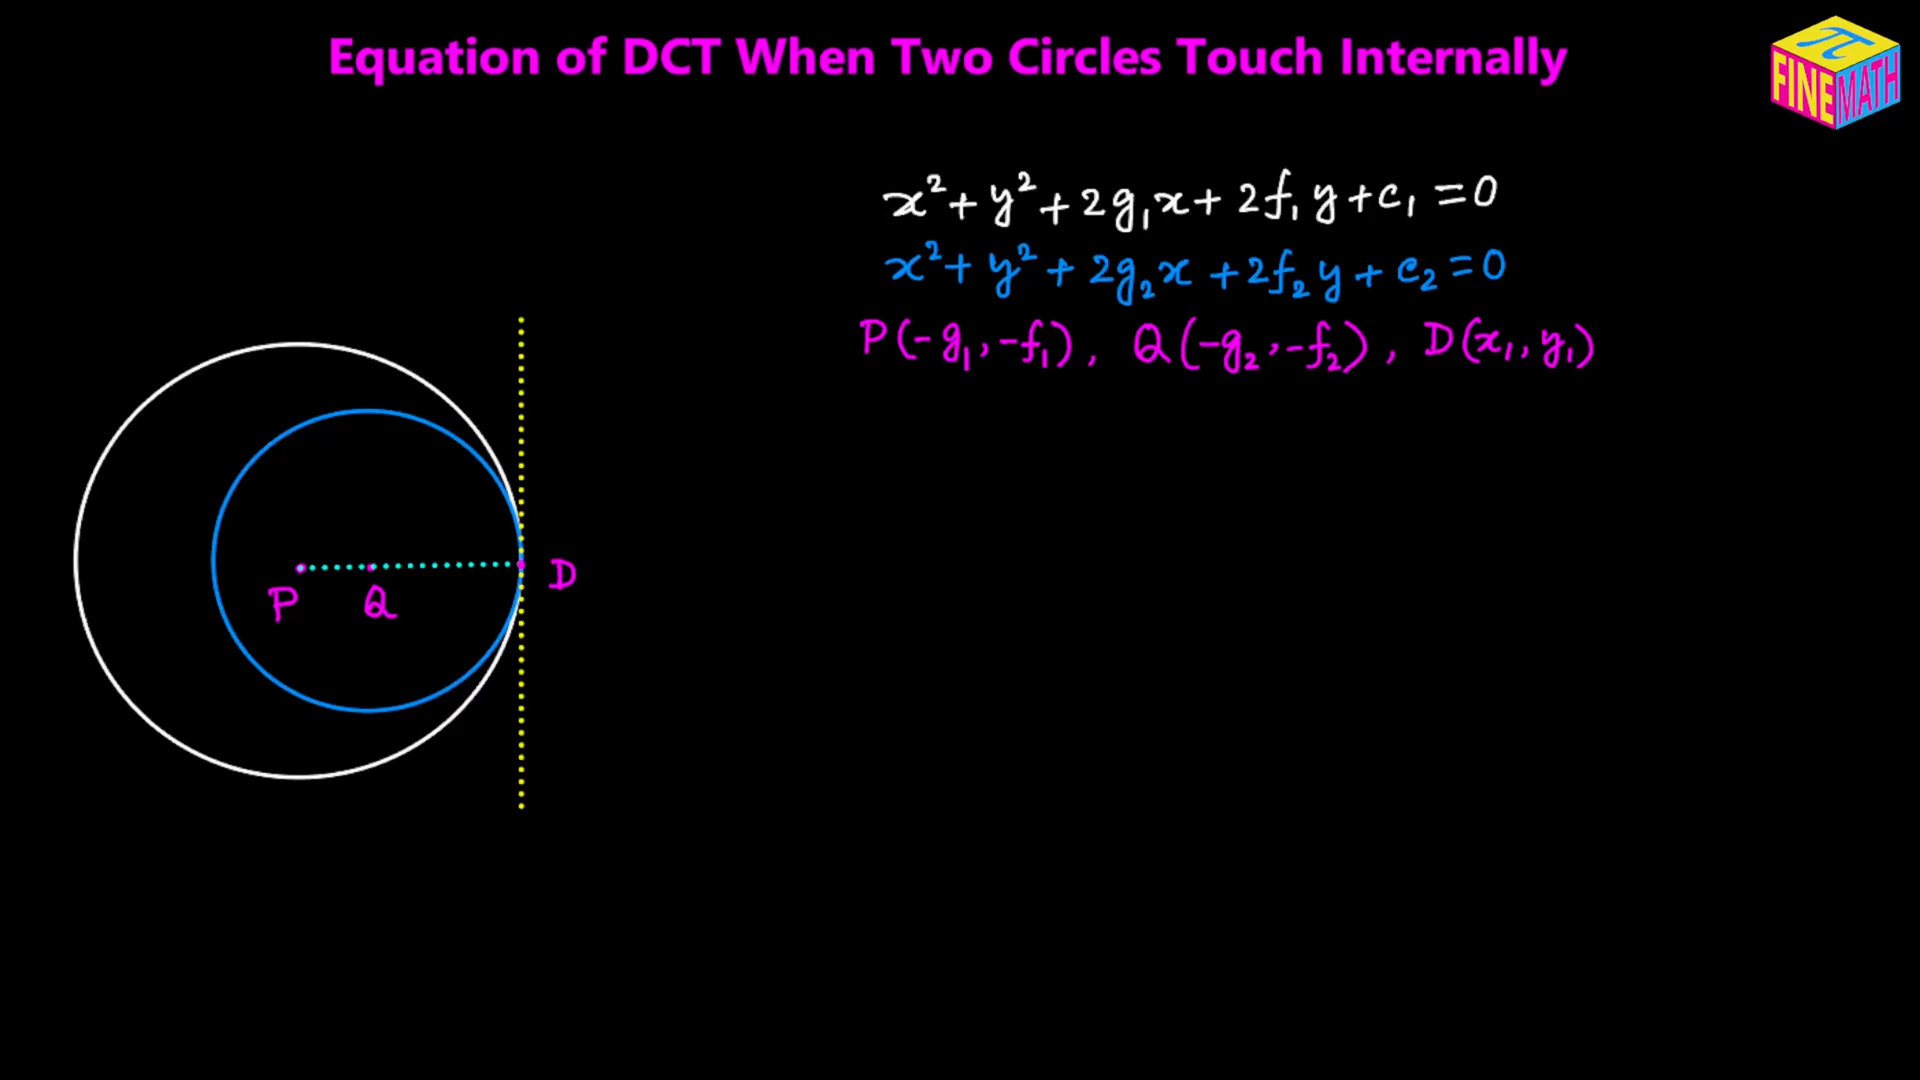 Equation of DCT When Two Circles Touch Internally
π
FINE MATH
x² + y² + 2g₁x + 2f₁y + c₁ = 0
x² + y² + 2g₂x + 2f₂y + c₂ = 0
P(-g₁, -f₁), Q(-g₂, -f₂), D(x₁, y₁)
P Q D